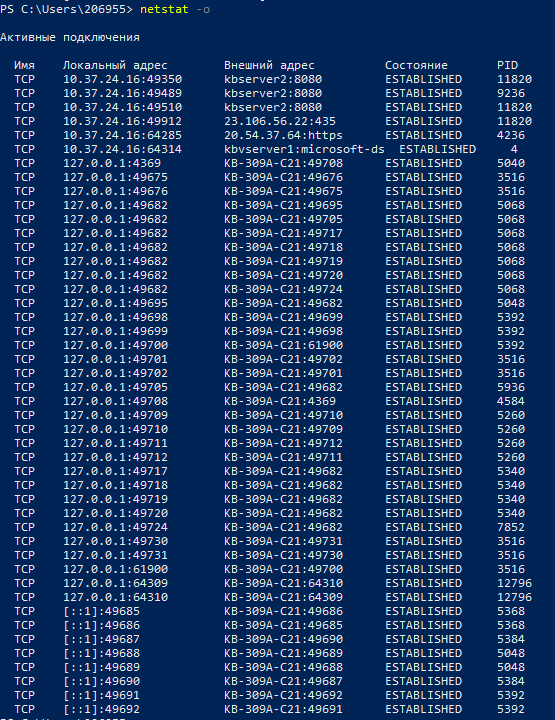 PS C:\Users\206955> netstat -o
Активные подключения
Имя Локальный адрес Внешний адрес Состояние PID
TCP 10.37.24.16:49350 kbserver2:8080 ESTABLISHED 11820
TCP 10.37.24.16:49489 kbserver2:8080 ESTABLISHED 9236
TCP 10.37.24.16:49510 kbserver2:8080 ESTABLISHED 11820
TCP 10.37.24.16:49912 23.106.56.22:435 ESTABLISHED 11820
TCP 10.37.24.16:64285 20.54.37.64:https ESTABLISHED 4236
TCP 10.37.24.16:64314 kbvserver1:microsoft-ds ESTABLISHED 4
TCP 127.0.0.1:4369 KB-309A-C21:49708 ESTABLISHED 5040
TCP 127.0.0.1:49675 KB-309A-C21:49676 ESTABLISHED 3516
TCP 127.0.0.1:49676 KB-309A-C21:49675 ESTABLISHED 3516
TCP 127.0.0.1:49682 KB-309A-C21:49695 ESTABLISHED 5068
TCP 127.0.0.1:49682 KB-309A-C21:49705 ESTABLISHED 5068
TCP 127.0.0.1:49682 KB-309A-C21:49717 ESTABLISHED 5068
TCP 127.0.0.1:49682 KB-309A-C21:49718 ESTABLISHED 5068
TCP 127.0.0.1:49682 KB-309A-C21:49719 ESTABLISHED 5068
TCP 127.0.0.1:49682 KB-309A-C21:49720 ESTABLISHED 5068
TCP 127.0.0.1:49682 KB-309A-C21:49724 ESTABLISHED 5068
TCP 127.0.0.1:49695 KB-309A-C21:49682 ESTABLISHED 5048
TCP 127.0.0.1:49698 KB-309A-C21:49699 ESTABLISHED 5392
TCP 127.0.0.1:49699 KB-309A-C21:49698 ESTABLISHED 5392
TCP 127.0.0.1:49700 KB-309A-C21:61900 ESTABLISHED 5392
TCP 127.0.0.1:49701 KB-309A-C21:49702 ESTABLISHED 3516
TCP 127.0.0.1:49702 KB-309A-C21:49701 ESTABLISHED 3516
TCP 127.0.0.1:49705 KB-309A-C21:49682 ESTABLISHED 5936
TCP 127.0.0.1:49708 KB-309A-C21:4369 ESTABLISHED 4584
TCP 127.0.0.1:49709 KB-309A-C21:49710 ESTABLISHED 5260
TCP 127.0.0.1:49710 KB-309A-C21:49709 ESTABLISHED 5260
TCP 127.0.0.1:49711 KB-309A-C21:49712 ESTABLISHED 5260
TCP 127.0.0.1:49712 KB-309A-C21:49711 ESTABLISHED 5260
TCP 127.0.0.1:49717 KB-309A-C21:49682 ESTABLISHED 5340
TCP 127.0.0.1:49718 KB-309A-C21:49682 ESTABLISHED 5340
TCP 127.0.0.1:49719 KB-309A-C21:49682 ESTABLISHED 5340
TCP 127.0.0.1:49720 KB-309A-C21:49682 ESTABLISHED 5340
TCP 127.0.0.1:49724 KB-309A-C21:49682 ESTABLISHED 7852
TCP 127.0.0.1:49730 KB-309A-C21:49731 ESTABLISHED 3516
TCP 127.0.0.1:49731 KB-309A-C21:49730 ESTABLISHED 3516
TCP 127.0.0.1:61900 KB-309A-C21:49700 ESTABLISHED 3516
TCP 127.0.0.1:64309 KB-309A-C21:64310 ESTABLISHED 12796
TCP 127.0.0.1:64310 KB-309A-C21:64309 ESTABLISHED 12796
TCP [::1]:49685 KB-309A-C21:49686 ESTABLISHED 5368
TCP [::1]:49686 KB-309A-C21:49685 ESTABLISHED 5368
TCP [::1]:49687 KB-309A-C21:49690 ESTABLISHED 5384
TCP [::1]:49688 KB-309A-C21:49689 ESTABLISHED 5048
TCP [::1]:49689 KB-309A-C21:49688 ESTABLISHED 5048
TCP [::1]:49690 KB-309A-C21:49687 ESTABLISHED 5384
TCP [::1]:49691 KB-309A-C21:49692 ESTABLISHED 5392
TCP [::1]:49692 KB-309A-C21:49691 ESTABLISHED 5392